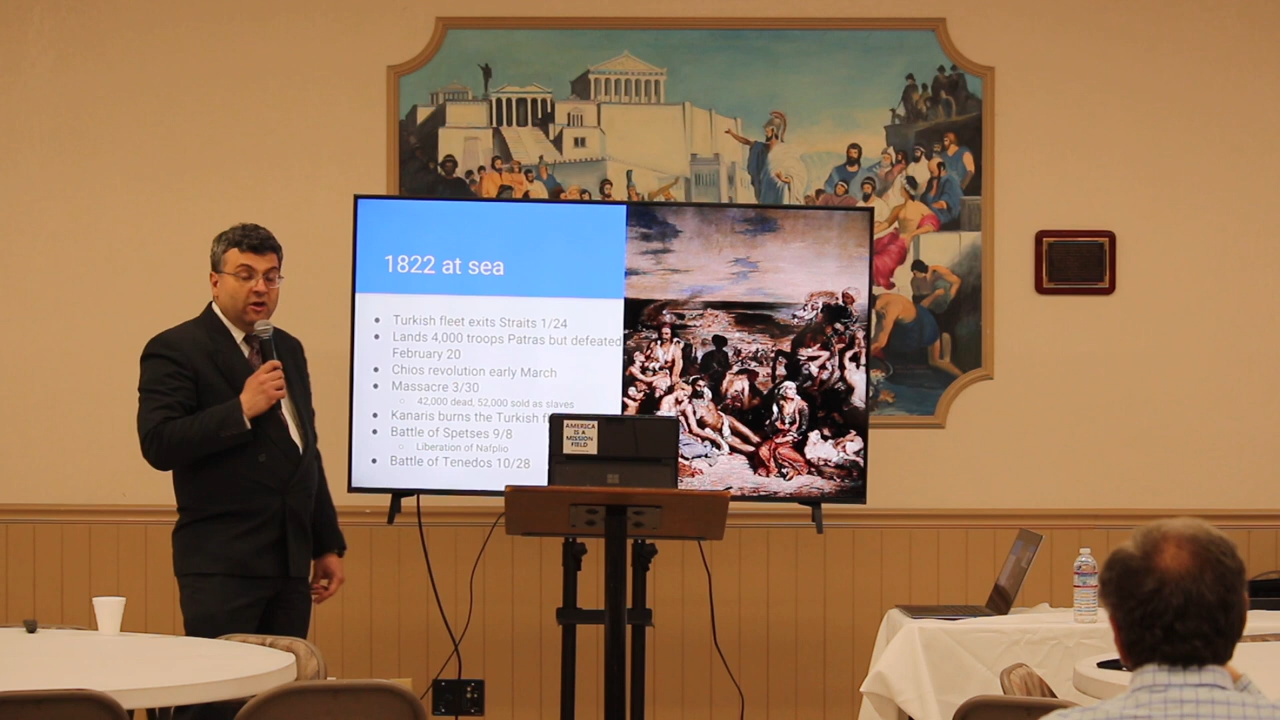 1822 at sea
Turkish fleet exits Straits 1/24
Lands 4,000 troops Patras but defeated
February 20
Chios revolution early March
Massacre 3/30
42,000 dead, 52,000 sold as slaves
Kanaris burns the Turkish
Battle of Spetses 9/8
Liberation of Nafplio
Battle of Tenedos 10/28
AMERICA
IS A
MISSION
FIELD